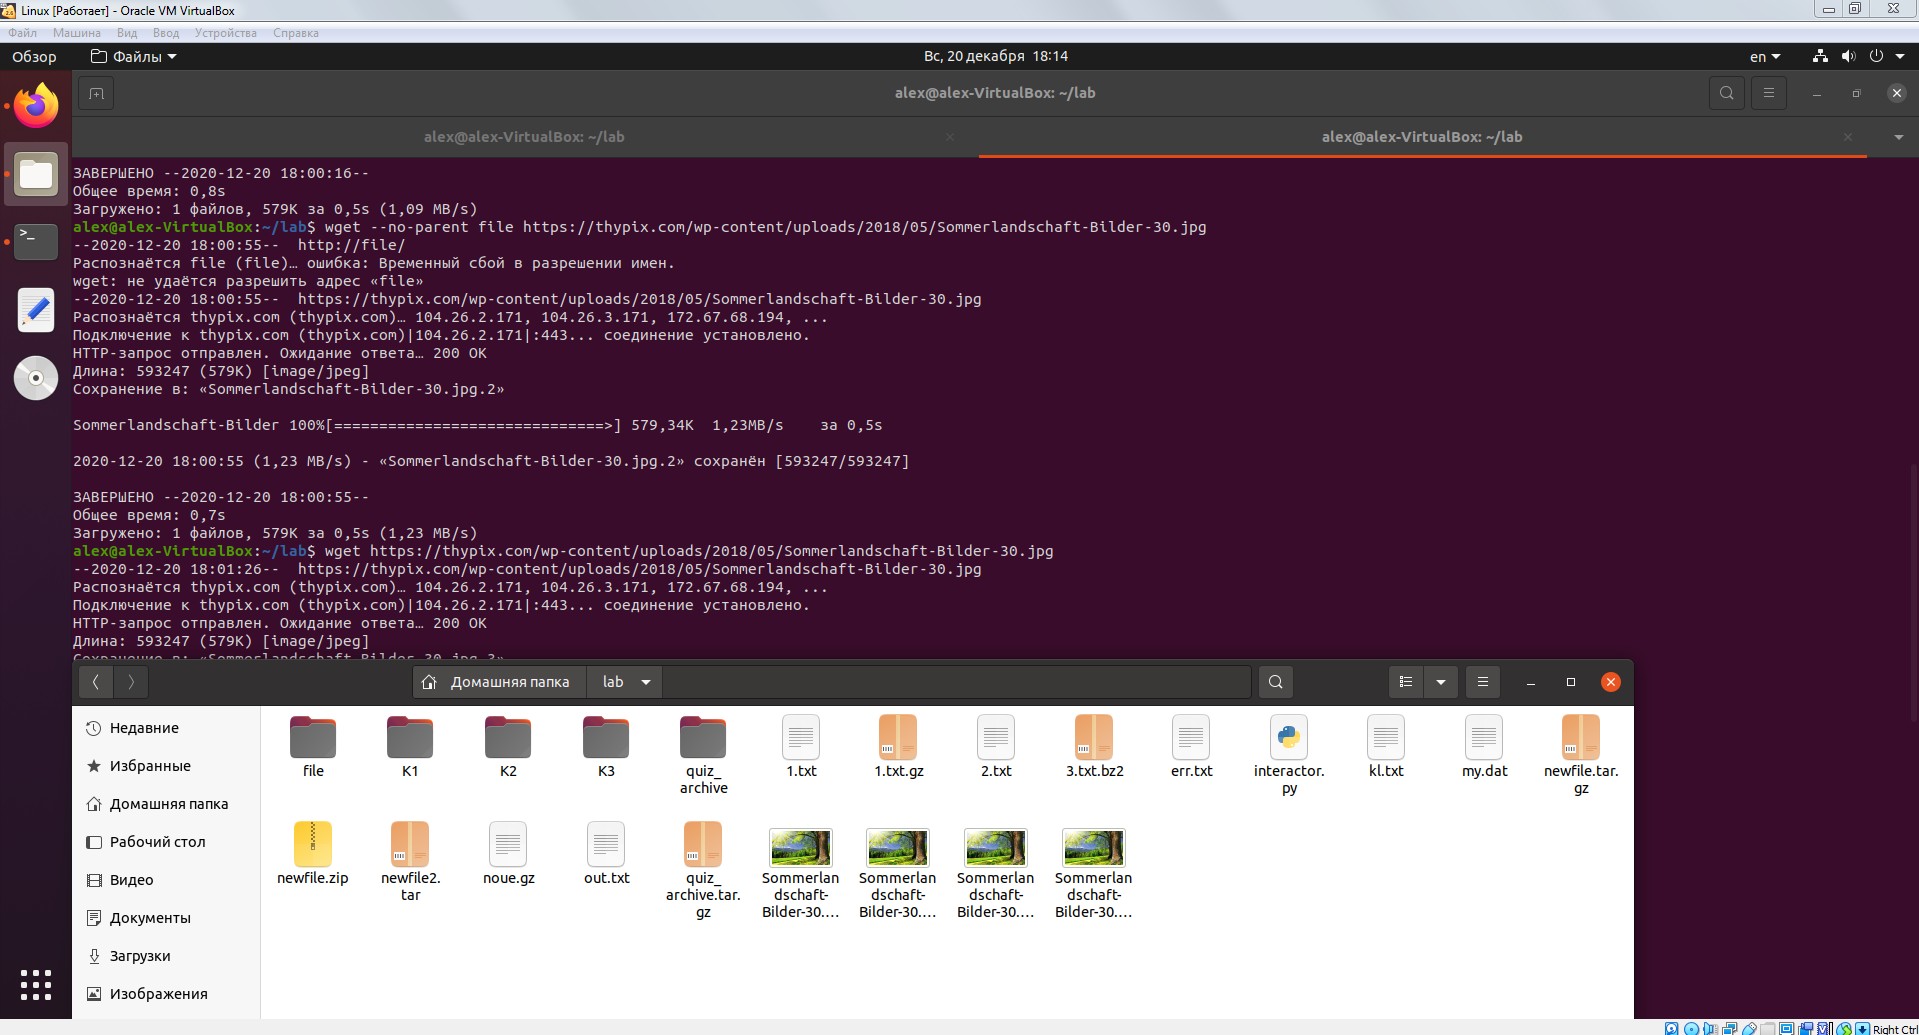 Linux [Работает] - Oracle VM VirtualBox
Файл Машина Вид Ввод Устройства Справка
Обзор Файлы Вс, 20 декабря 18:14 en
alex@alex-VirtualBox: ~/lab
alex@alex-VirtualBox: ~/lab alex@alex-VirtualBox: ~/lab
ЗАВЕРШЕНО --2020-12-20 18:00:16--
Общее время: 0,8s
Загружено: 1 файлов, 579K за 0,5s (1,09 MB/s)
alex@alex-VirtualBox:~/lab$ wget --no-parent file https://thypix.com/wp-content/uploads/2018/05/Sommerlandschaft-Bilder-30.jpg
--2020-12-20 18:00:55-- http://file/
Распознаётся file (file)… ошибка: Временный сбой в разрешении имен.
wget: не удаётся разрешить адрес «file»
--2020-12-20 18:00:55-- https://thypix.com/wp-content/uploads/2018/05/Sommerlandschaft-Bilder-30.jpg
Распознаётся thypix.com (thypix.com)… 104.26.2.171, 104.26.3.171, 172.67.68.194, ...
Подключение к thypix.com (thypix.com)|104.26.2.171|:443... соединение установлено.
HTTP-запрос отправлен. Ожидание ответа… 200 OK
Длина: 593247 (579K) [image/jpeg]
Сохранение в: «Sommerlandschaft-Bilder-30.jpg.2»
Sommerlandschaft-Bilder 100%[==============================>] 579,34K 1,23MB/s за 0,5s
2020-12-20 18:00:55 (1,23 MB/s) - «Sommerlandschaft-Bilder-30.jpg.2» сохранён [593247/593247]
ЗАВЕРШЕНО --2020-12-20 18:00:55--
Общее время: 0,7s
Загружено: 1 файлов, 579K за 0,5s (1,23 MB/s)
alex@alex-VirtualBox:~/lab$ wget https://thypix.com/wp-content/uploads/2018/05/Sommerlandschaft-Bilder-30.jpg
--2020-12-20 18:01:26-- https://thypix.com/wp-content/uploads/2018/05/Sommerlandschaft-Bilder-30.jpg
Распознаётся thypix.com (thypix.com)… 104.26.2.171, 104.26.3.171, 172.67.68.194, ...
Подключение к thypix.com (thypix.com)|104.26.2.171|:443... соединение установлено.
HTTP-запрос отправлен. Ожидание ответа… 200 OK
Длина: 593247 (579K) [image/jpeg]
Сохранение в: «Sommerlandschaft-Bilder-30.jpg.3»
Домашняя папка lab
Недавние
Избранные
Домашняя папка
Рабочий стол
Видео
Документы
Загрузки
Изображения
file K1 K2 K3 quiz_ 1.txt 1.txt.gz 2.txt 3.txt.bz2 err.txt interactor. kl.txt my.dat newfile.tar.
archive py gz
newfile.zip newfile2. noue.gz out.txt quiz_ Sommerlan Sommerlan Sommerlan Sommerlan
tar archive.tar. dschaft- dschaft- dschaft- dschaft-
gz Bilder-30.… Bilder-30.… Bilder-30.… Bilder-30.…
Right Ctrl